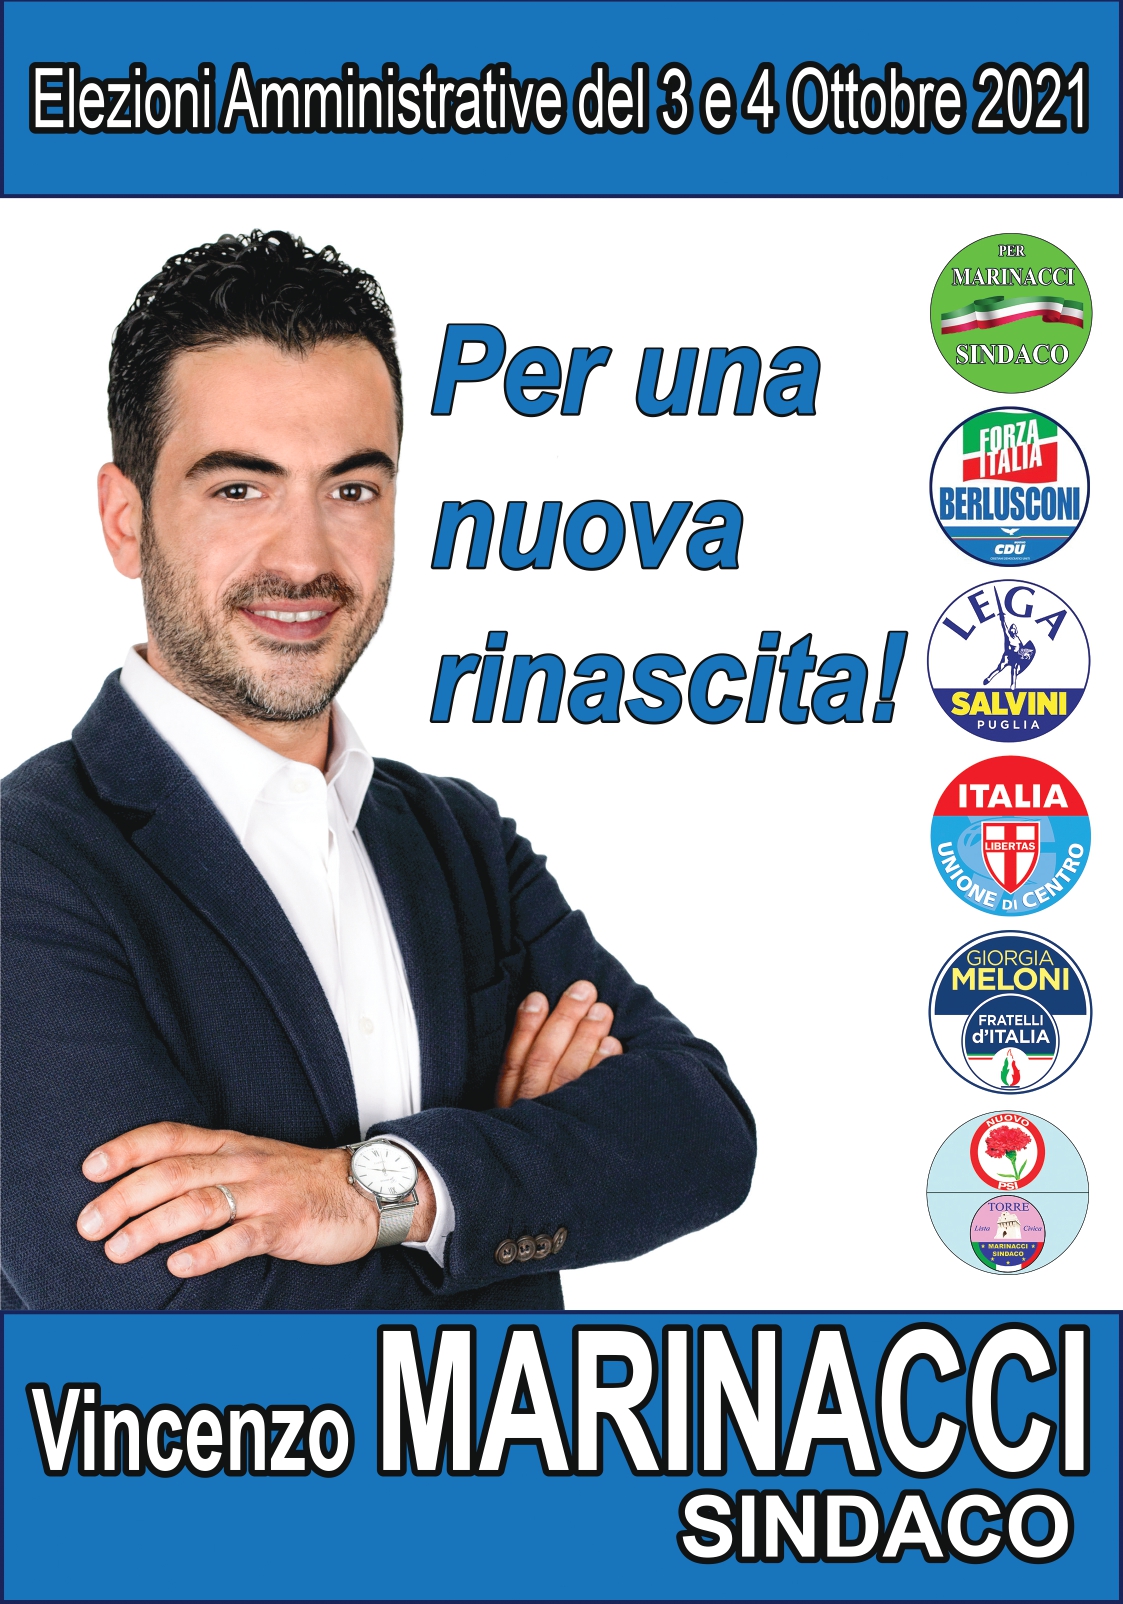 Elezioni Amministrative del 3 e 4 Ottobre 2021
Per una
nuova
rinascita!
PER
MARINACCI
SINDACO
FORZA
ITALIA
BERLUSCONI
CDU
LEGA
SALVINI
PUGLIA
ITALIA
LIBERTAS
UNIONE DI CENTRO
GIORGIA
MELONI
FRATELLI
d'ITALIA
NUOVO
PSI
TORRE
Lista Civica
MARINACCI
SINDACO
Vincenzo MARINACCI
SINDACO